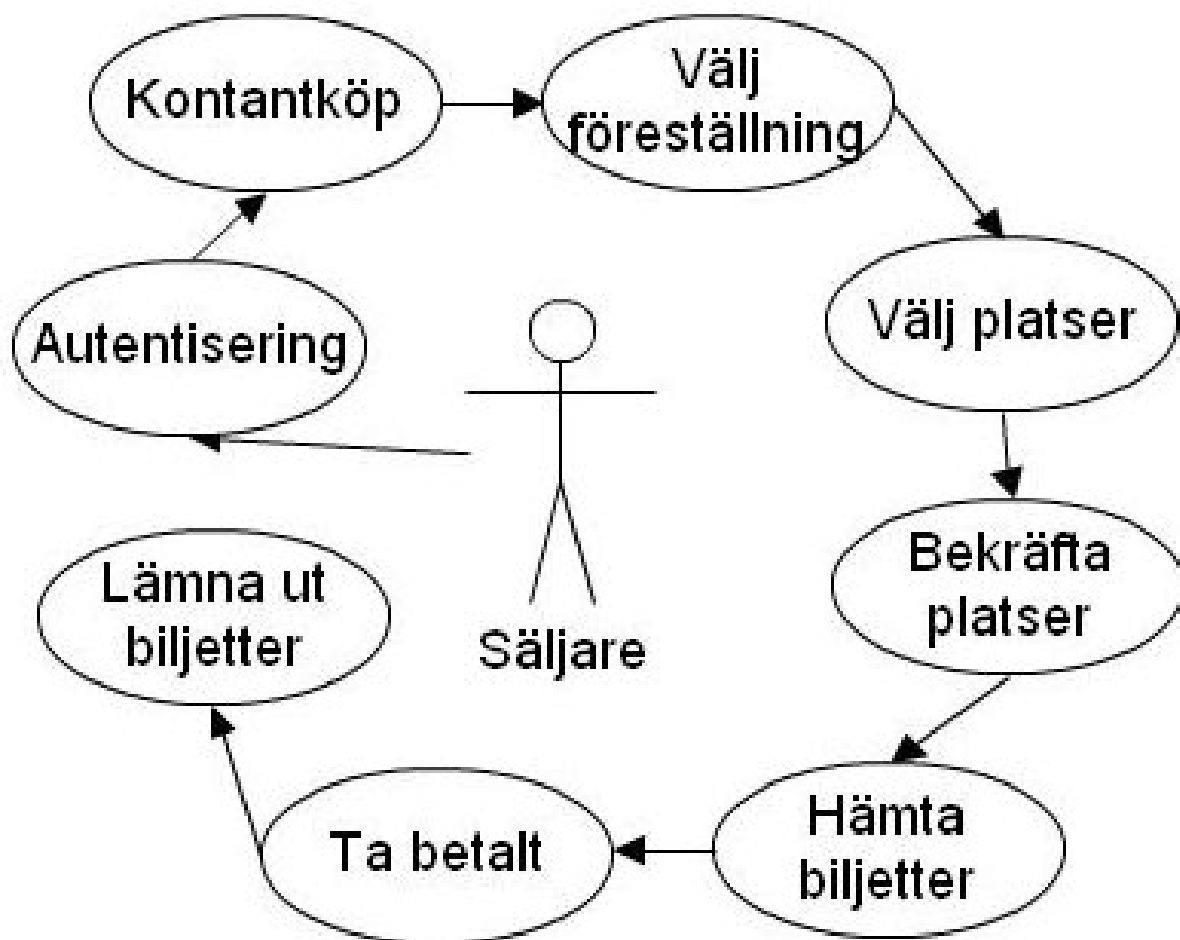 Kontantköp
Välj
föreställning
Autentisering
Välj platser
Bekräfta
platser
Lämna ut
biljetter
Säljare
Ta betalt
Hämta
biljetter